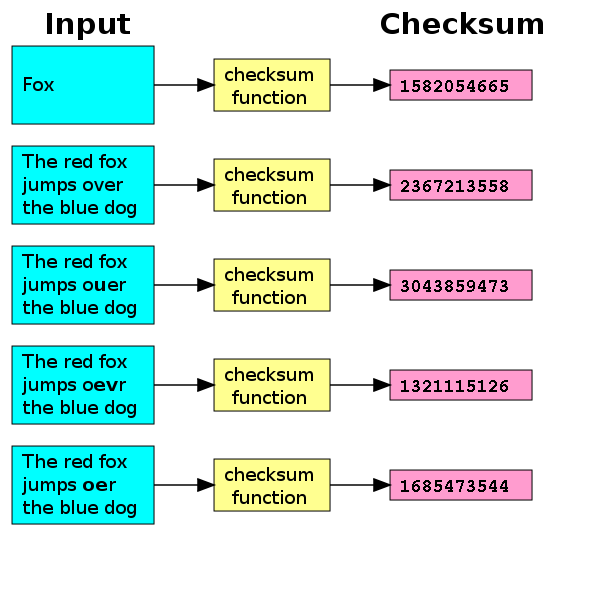 Input Checksum
Fox
checksum
function
1582054665
The red fox
jumps over
the blue dog
checksum
function
2367213558
The red fox
jumps ouer
the blue dog
checksum
function
3043859473
The red fox
jumps oevr
the blue dog
checksum
function
1321115126
The red fox
jumps oer
the blue dog
checksum
function
1685473544